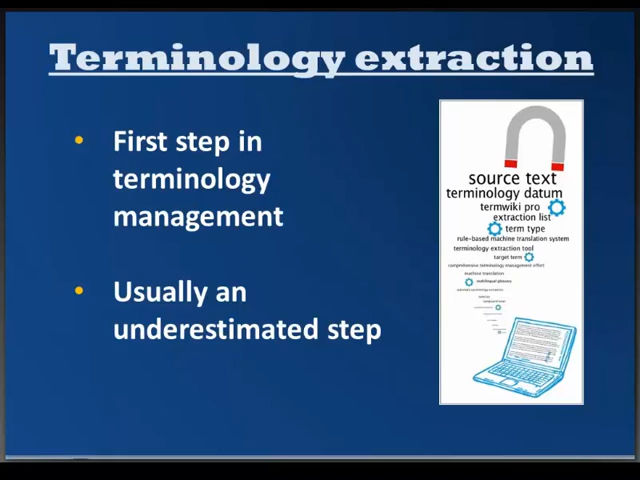 Terminology extraction
• First step in
terminology
management
• Usually an
underestimated step
source text
terminology datum
termwiki pro
extraction list
term type
rule-based machine translation system
terminology extraction tool
target term
comprehensive terminology management effort
machine translation
multilingual phrases